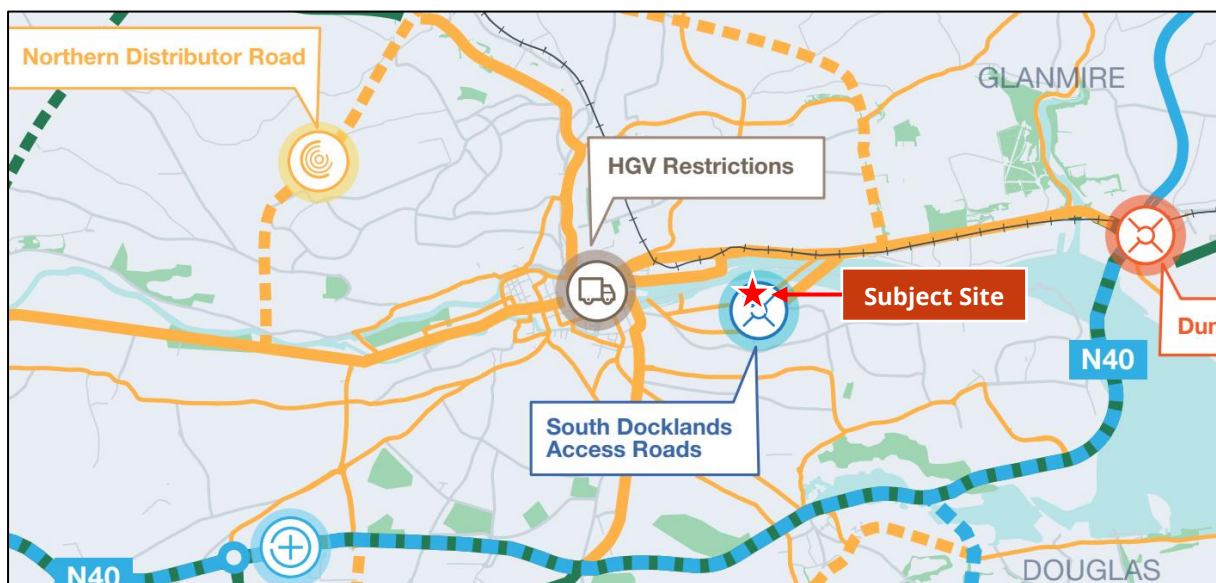 Northern Distributor Road
GLANMIRE
HGV Restrictions
Subject Site
Dun
N40
South Docklands
Access Roads
N40
DOUGLAS